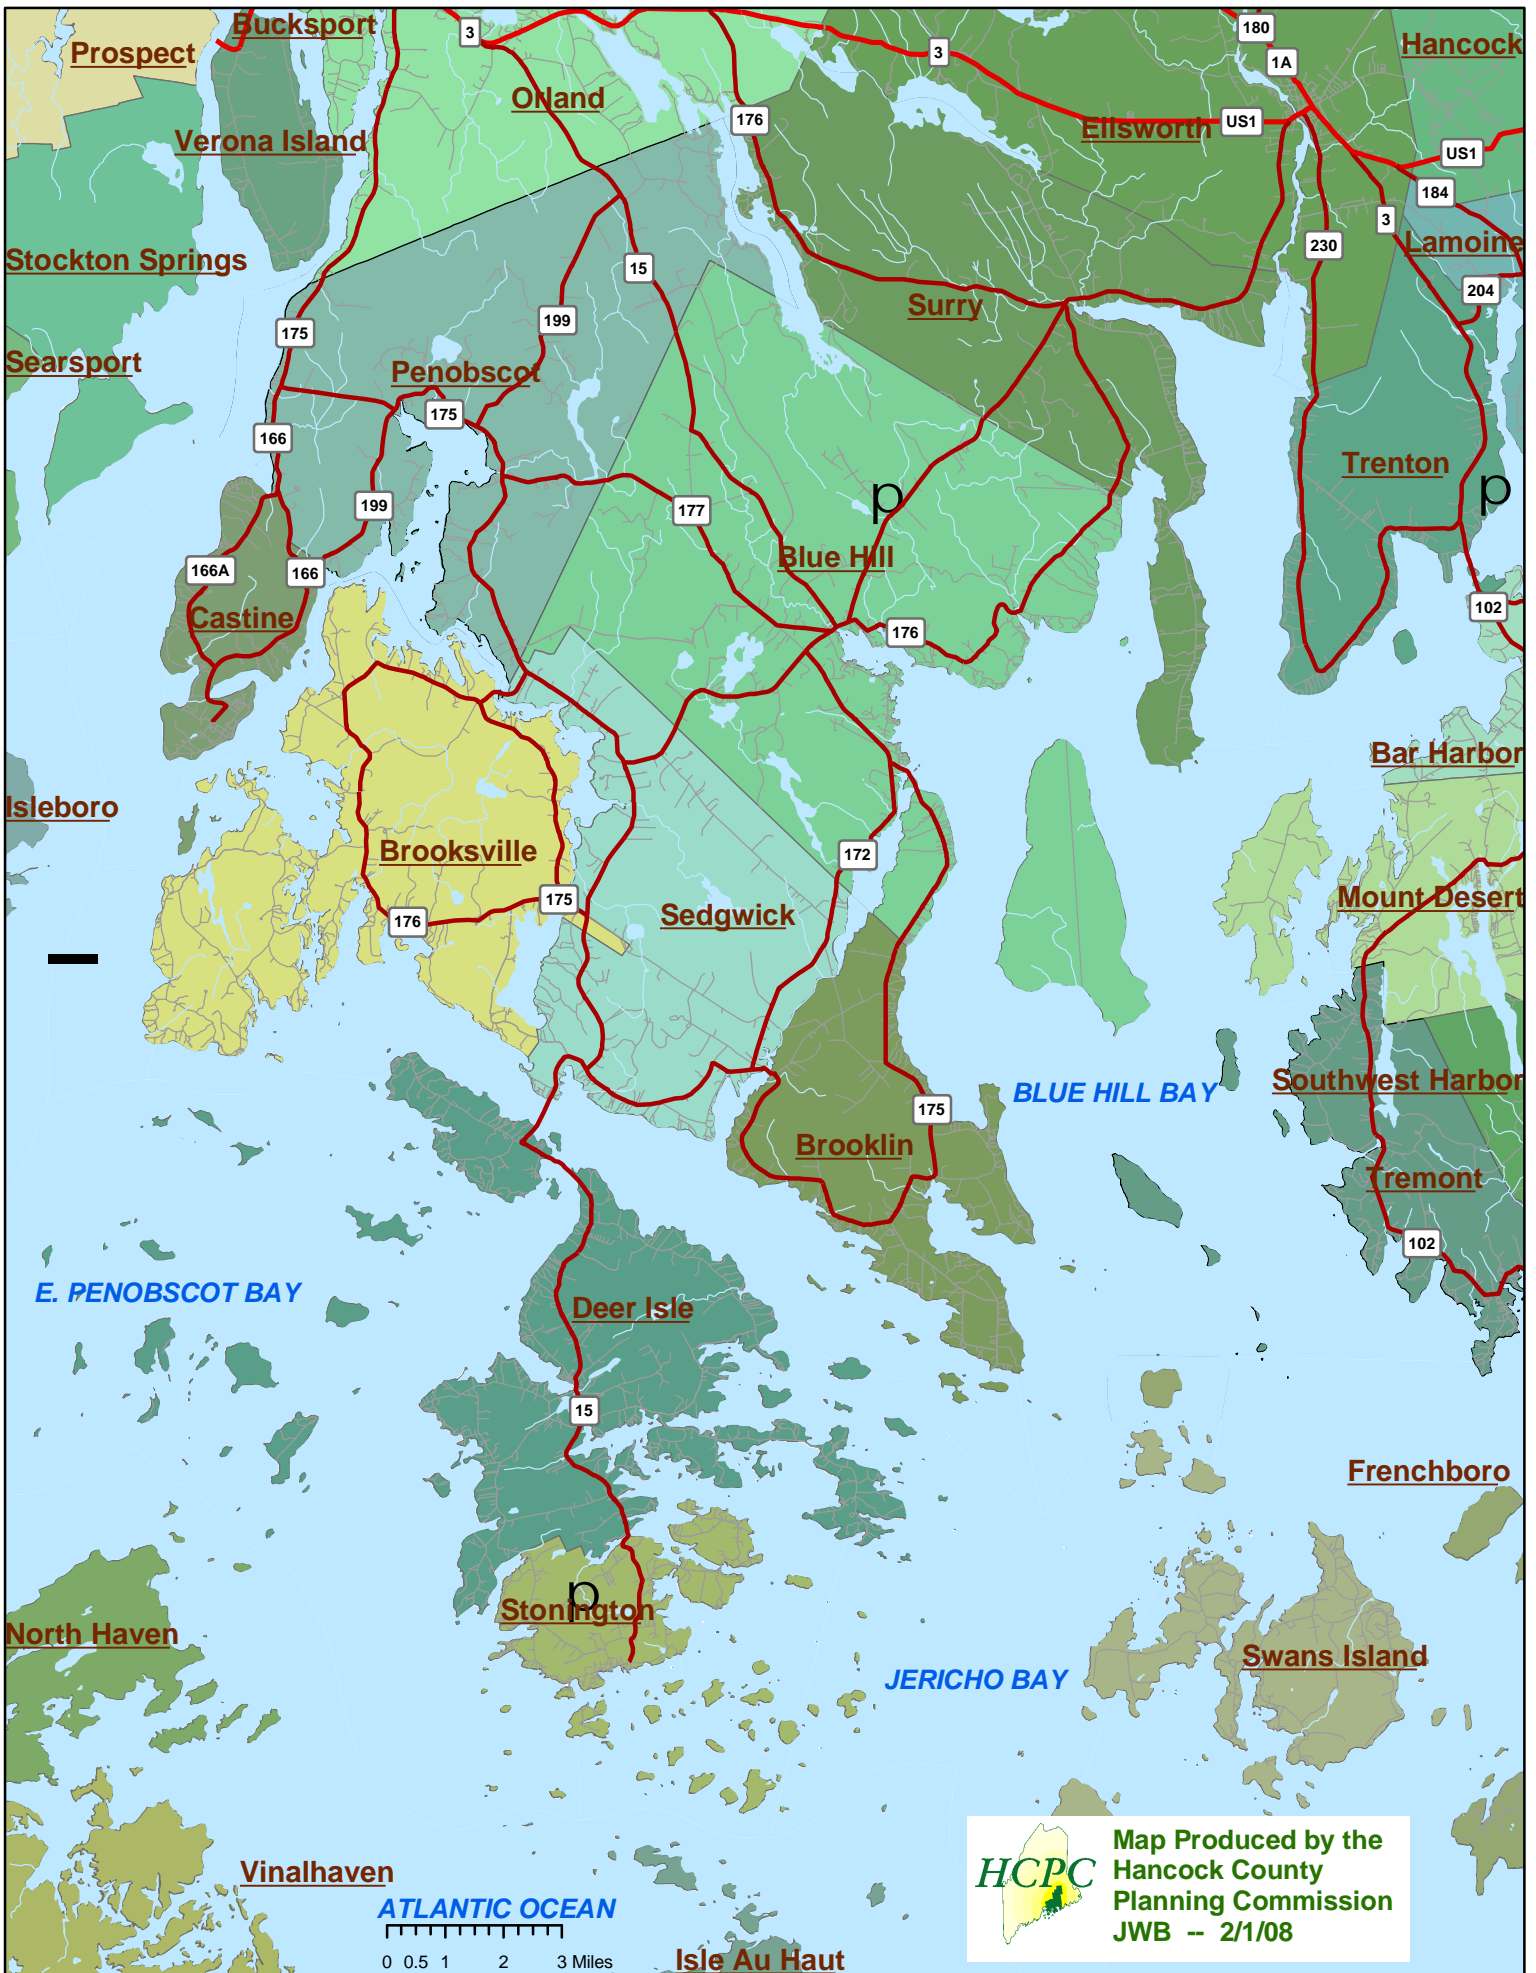 Bucksport
3
180
Prospect
3
1A
Hancock
Orland
176
Ellsworth
US1
Verona Island
US1
184
3
Stockton Springs
15
230
Lamoine
204
199
Surry
175
Searsport
Penobscot
175
166
Trenton
p
p
199
177
Blue Hill
166A
166
102
Castine
176
Bar Harbor
Isleboro
Brooksville
172
175
Mount Desert
176
Sedgwick
Southwest Harbor
BLUE HILL BAY
175
Brooklin
Tremont
102
E. PENOBSCOT BAY
Deer Isle
15
Frenchboro
p
Stonington
North Haven
Swans Island
JERICHO BAY
HCPC
Map Produced by the
Hancock County
Planning Commission
JWB -- 2/1/08
Vinalhaven
ATLANTIC OCEAN
0 0.5 1 2 3 Miles
Isle Au Haut